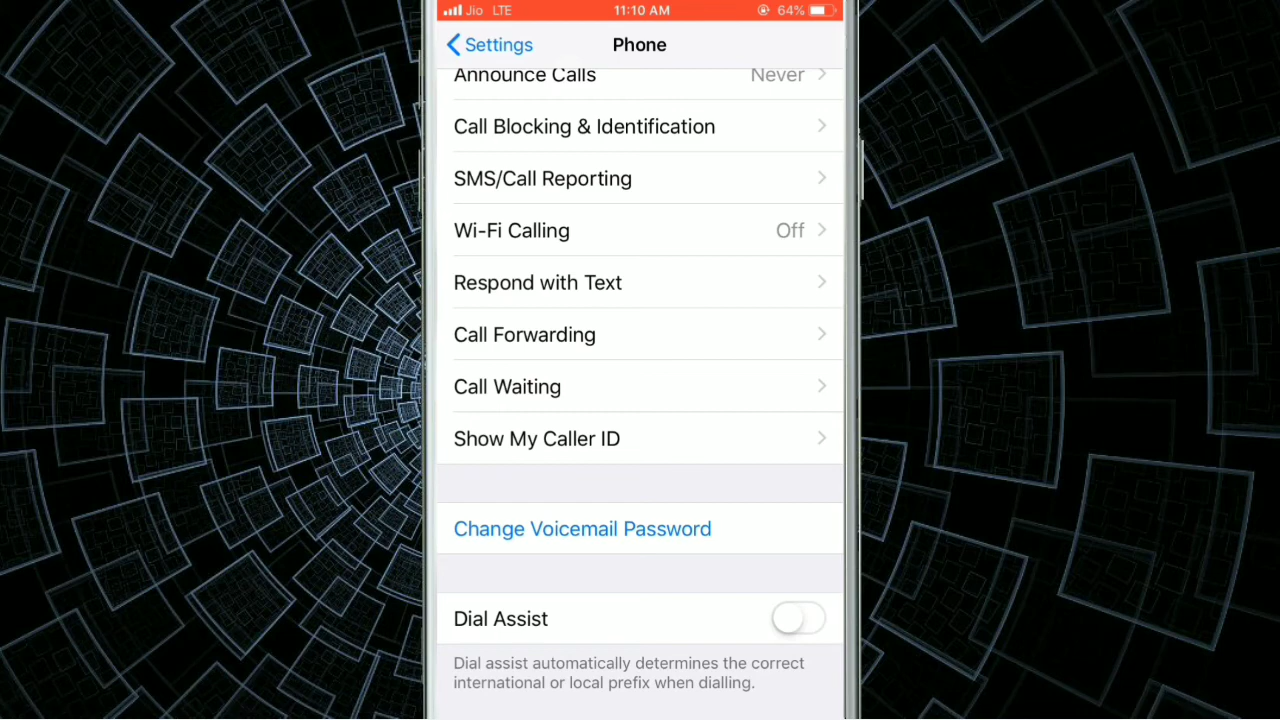 Jio LTE 11:10 AM 64%
Settings Phone
Announce Calls Never
Call Blocking & Identification
SMS/Call Reporting
Wi-Fi Calling Off
Respond with Text
Call Forwarding
Call Waiting
Show My Caller ID
Change Voicemail Password
Dial Assist
Dial assist automatically determines the correct
international or local prefix when dialling.